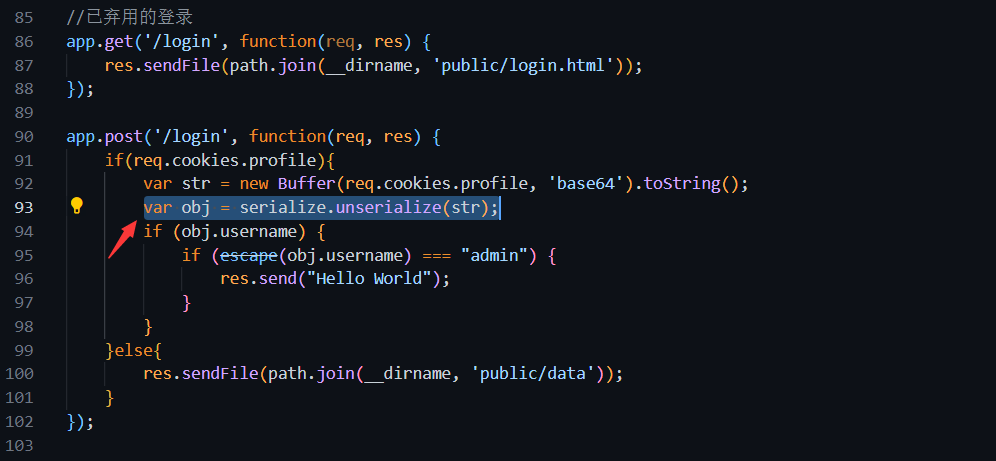 85 //已弃用的登录
86 app.get('/login', function(req, res) {
87     res.sendFile(path.join(__dirname, 'public/login.html'));
88 });
89
90 app.post('/login', function(req, res) {
91     if(req.cookies.profile){
92         var str = new Buffer(req.cookies.profile, 'base64').toString();
93         var obj = serialize.unserialize(str);
94         if (obj.username) {
95             if (escape(obj.username) === "admin") {
96                 res.send("Hello World");
97             }
98         }
99     }else{
100         res.sendFile(path.join(__dirname, 'public/data'));
101     }
102 });
103